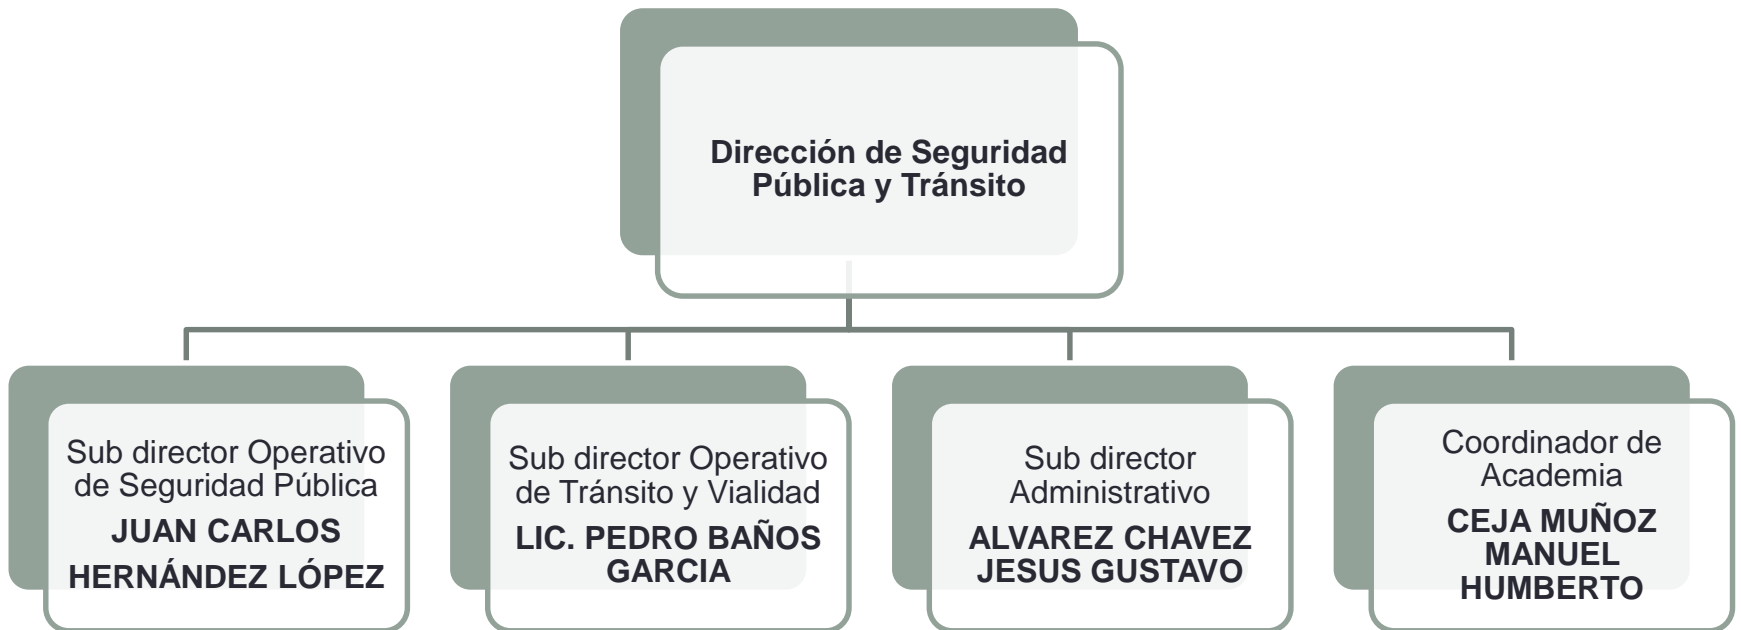 Dirección de Seguridad
Pública y Tránsito
Sub director Operativo
de Seguridad Pública
JUAN CARLOS
HERNÁNDEZ LÓPEZ
Sub director Operativo
de Tránsito y Vialidad
LIC. PEDRO BAÑOS
GARCIA
Sub director
Administrativo
ALVAREZ CHAVEZ
JESUS GUSTAVO
Coordinador de
Academia
CEJA MUÑOZ
MANUEL
HUMBERTO